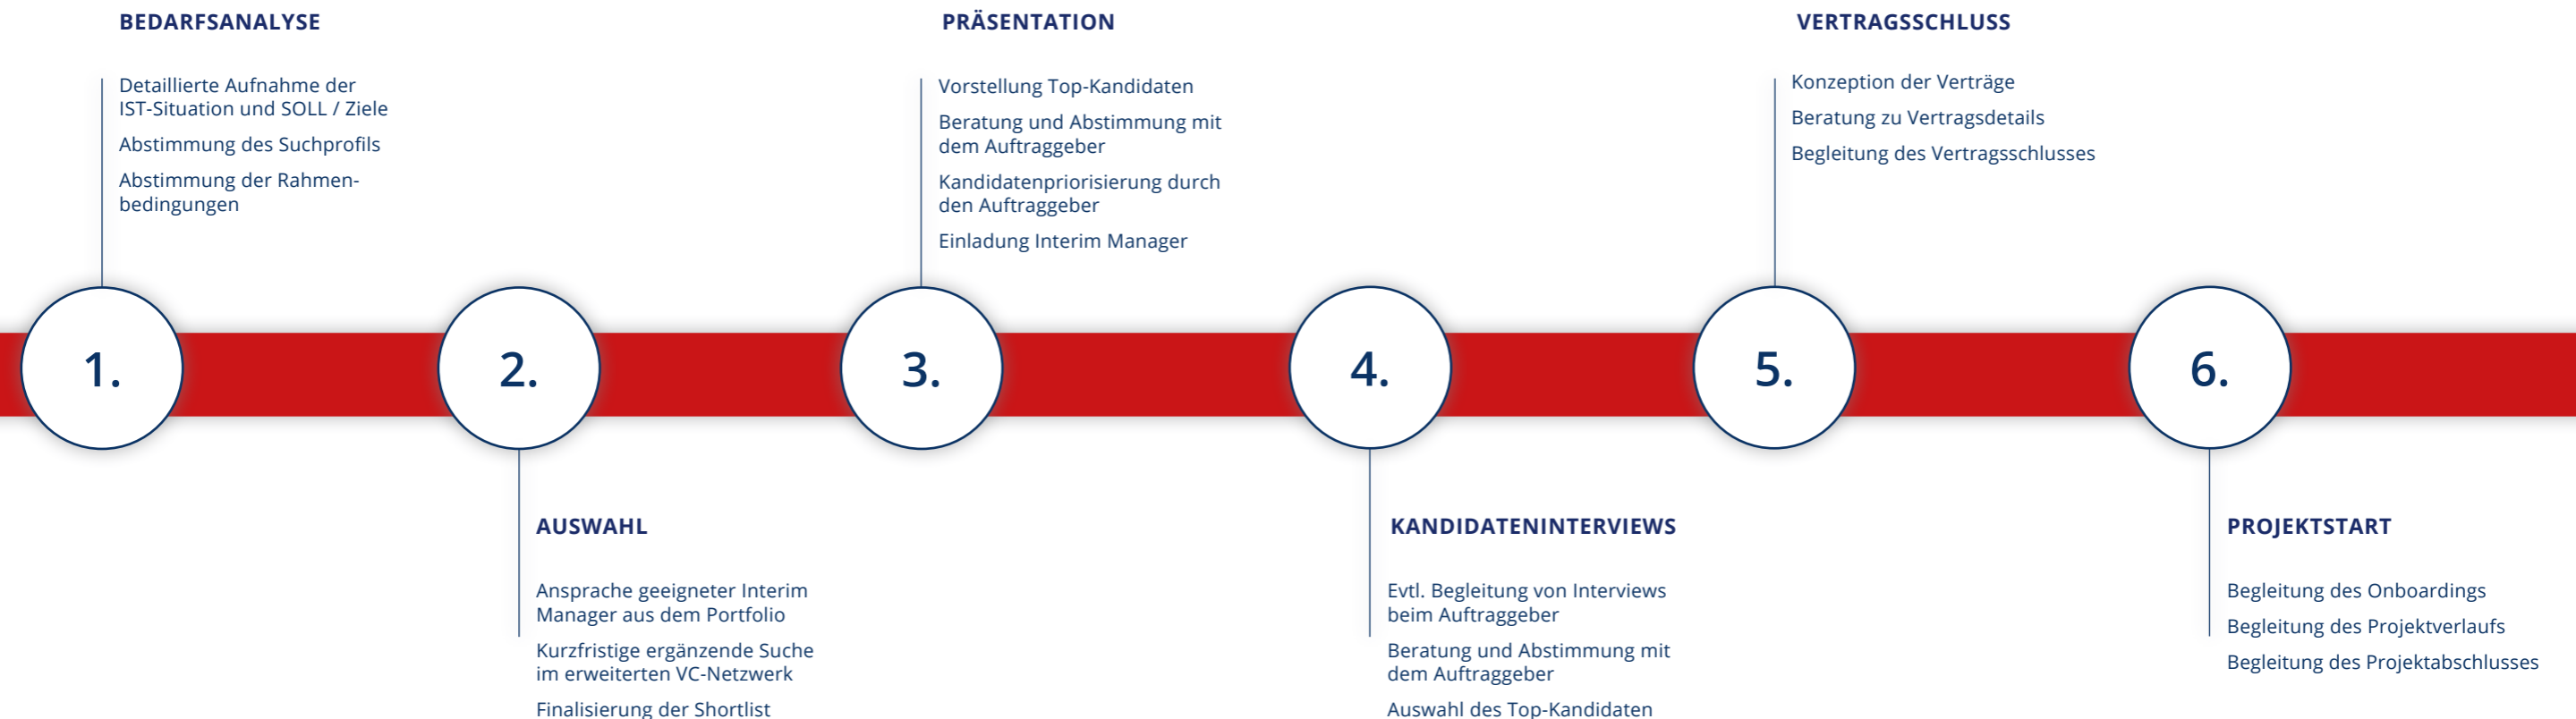 BEDARFSANALYSE
Detaillierte Aufnahme der
IST-Situation und SOLL / Ziele
Abstimmung des Suchprofils
Abstimmung der Rahmen-
bedingungen
PRÄSENTATION
Vorstellung Top-Kandidaten
Beratung und Abstimmung mit
dem Auftraggeber
Kandidatenpriorisierung durch
den Auftraggeber
Einladung Interim Manager
VERTRAGSSCHLUSS
Konzeption der Verträge
Beratung zu Vertragsdetails
Begleitung des Vertragsschlusses
1.
2.
3.
4.
5.
6.
AUSWAHL
Ansprache geeigneter Interim
Manager aus dem Portfolio
Kurzfristige ergänzende Suche
im erweiterten VC-Netzwerk
Finalisierung der Shortlist
KANDIDATENINTERVIEWS
Evtl. Begleitung von Interviews
beim Auftraggeber
Beratung und Abstimmung mit
dem Auftraggeber
Auswahl des Top-Kandidaten
PROJEKTSTART
Begleitung des Onboardings
Begleitung des Projektverlaufs
Begleitung des Projektabschlusses